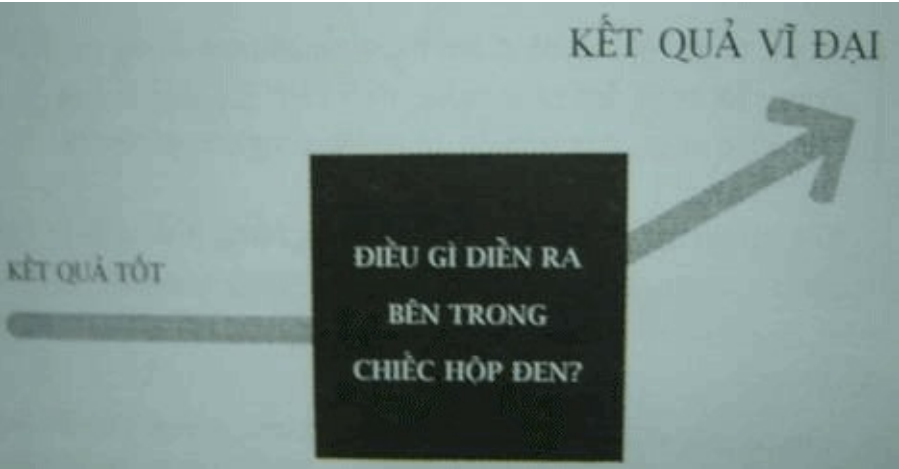 KẾT QUẢ VĨ ĐẠI
KẾT QUẢ TỐT
ĐIỀU GÌ DIỄN RA
BÊN TRONG
CHIẾC HỘP ĐEN?